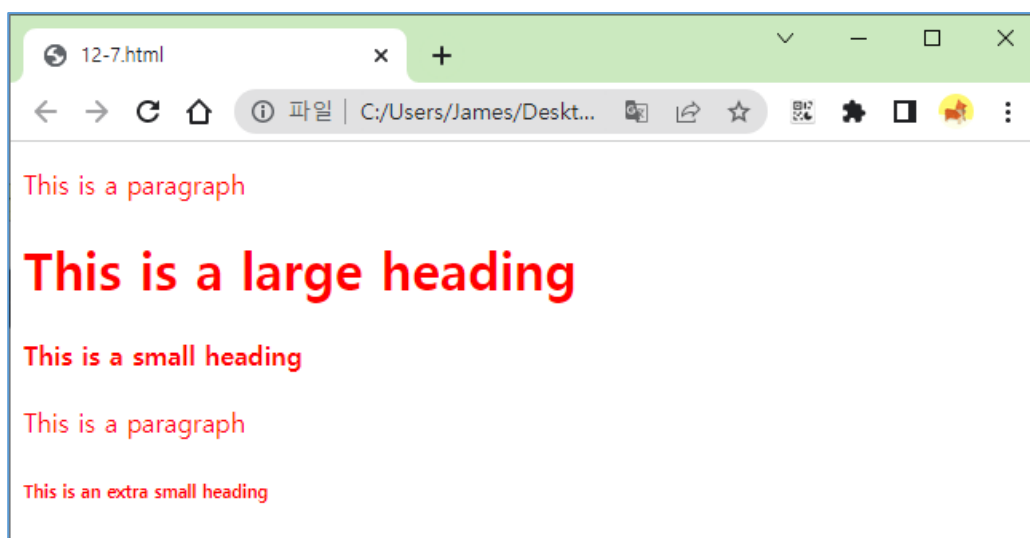 12-7.html
파일 C:/Users/James/Deskt...
This is a paragraph
This is a large heading
This is a small heading
This is a paragraph
This is an extra small heading